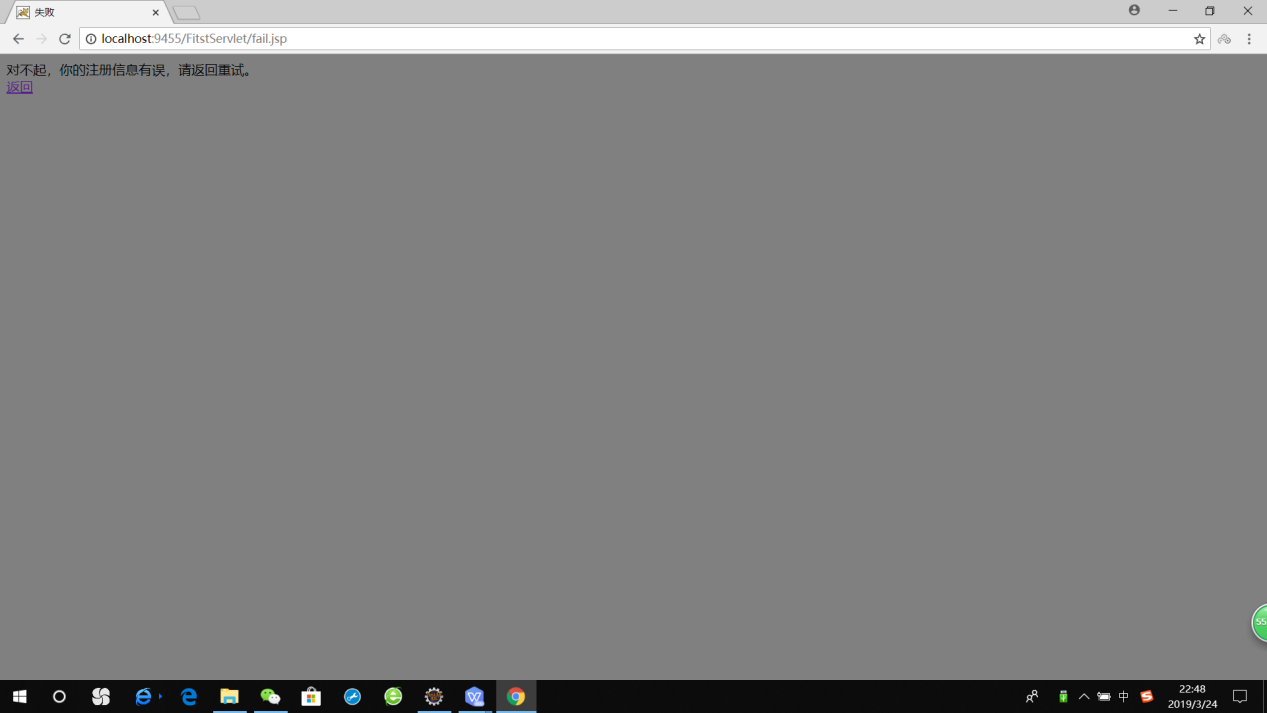 失败
localhost:9455/FitstServlet/fail.jsp
对不起，你的注册信息有误，请返回重试。
返回
55
中
22:48
2019/3/24